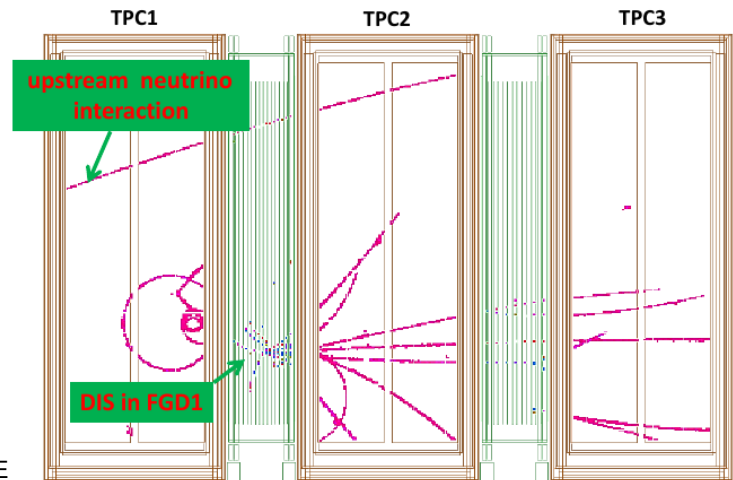 TPC1 TPC2 TPC3
upstream neutrino
interaction
DIS in FGD1
E